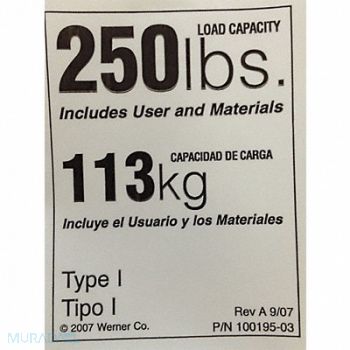 LOAD CAPACITY
250lbs.
Includes User and Materials
CAPACIDAD DE CARGA
113kg
Incluye el Usuario y los Materiales
Type I
Tipo I
© 2007 Werner Co.
Rev A 9/07
P/N 100195-03